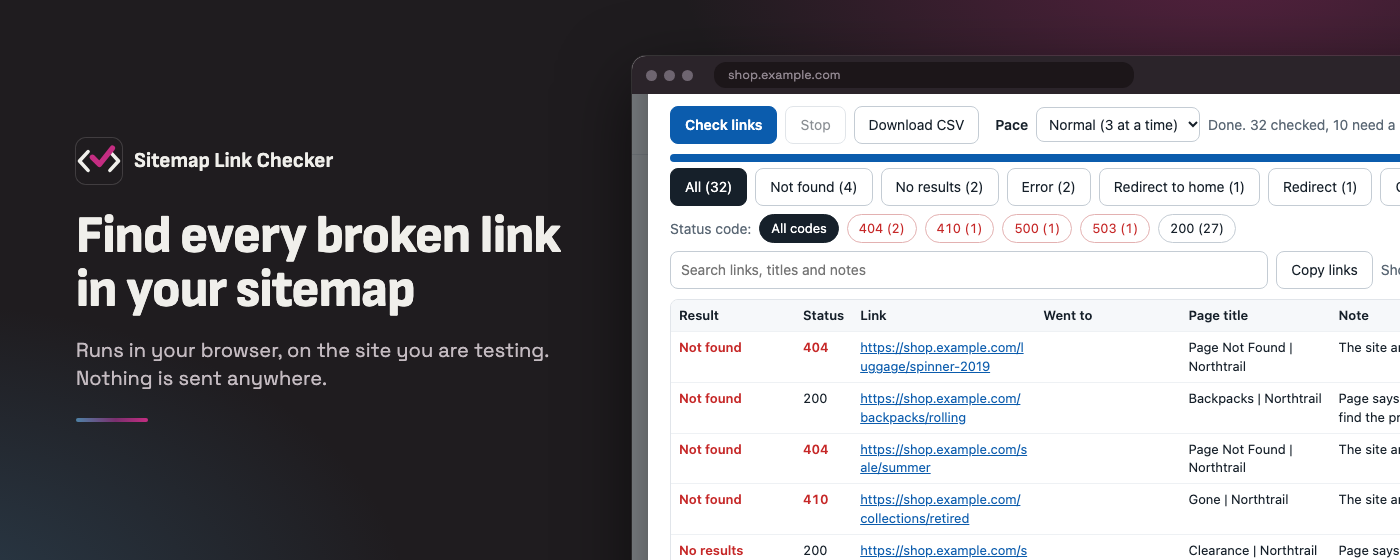 Sitemap Link Checker
Find every broken link
in your sitemap
Runs in your browser, on the site you are testing.
Nothing is sent anywhere.
shop.example.com
Check links Stop Download CSV Pace Normal (3 at a time) Done. 32 checked, 10 need a
All (32) Not found (4) No results (2) Error (2) Redirect to home (1) Redirect (1)
Status code: All codes 404 (2) 410 (1) 500 (1) 503 (1) 200 (27)
Search links, titles and notes Copy links
Result Status Link Went to Page title Note
Not found 404 https://shop.example.com/l Page Not Found | The site
uggage/spinner-2019 Northtrail
Not found 200 https://shop.example.com/ Backpacks | Northtrail Page says
backpacks/rolling find the
Not found 404 https://shop.example.com/s Page Not Found | The site
ale/summer Northtrail
Not found 410 https://shop.example.com/ Gone | Northtrail The site
collections/retired
No results 200 https://shop.example.com/s Clearance | Northtrail Page says